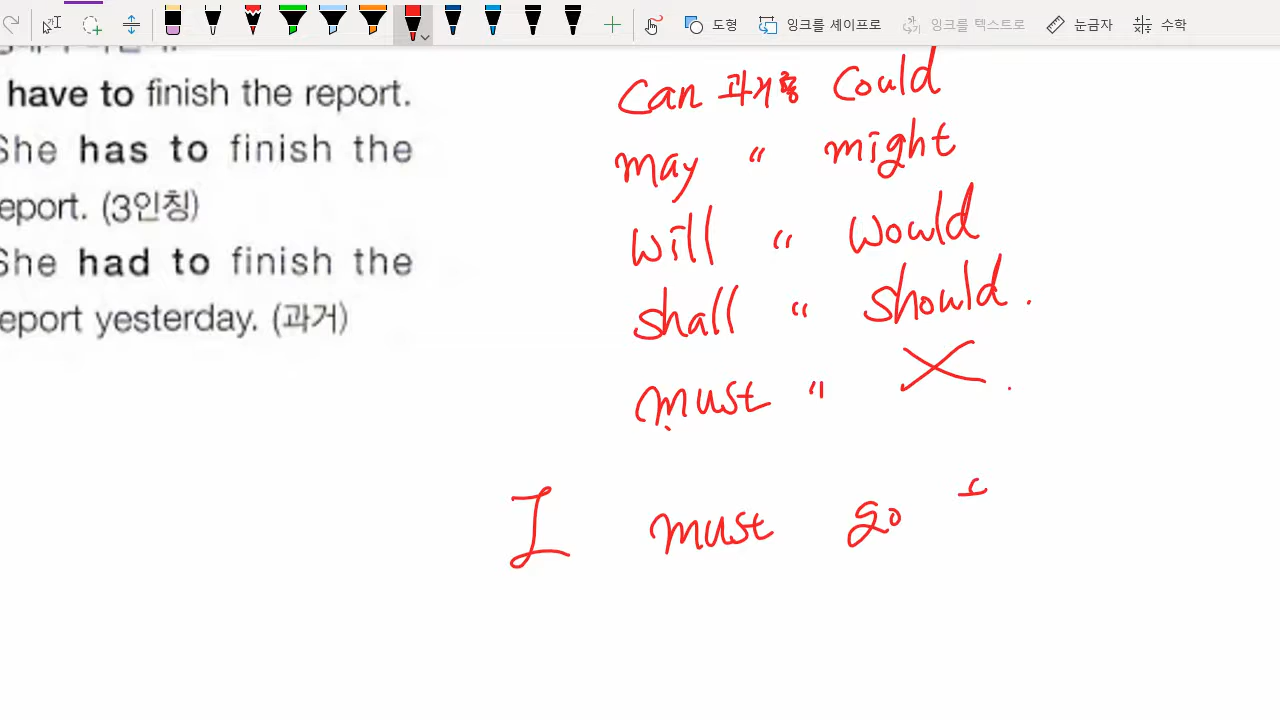 도형 잉크를 셰이프로 잉크를 텍스트로 눈금자 수학
have to finish the report.
She has to finish the
eport. (3인칭)
She had to finish the
eport yesterday. (과거)
Can 과거형 Could
may " might
will " would
shall " should.
must " X.
I must go